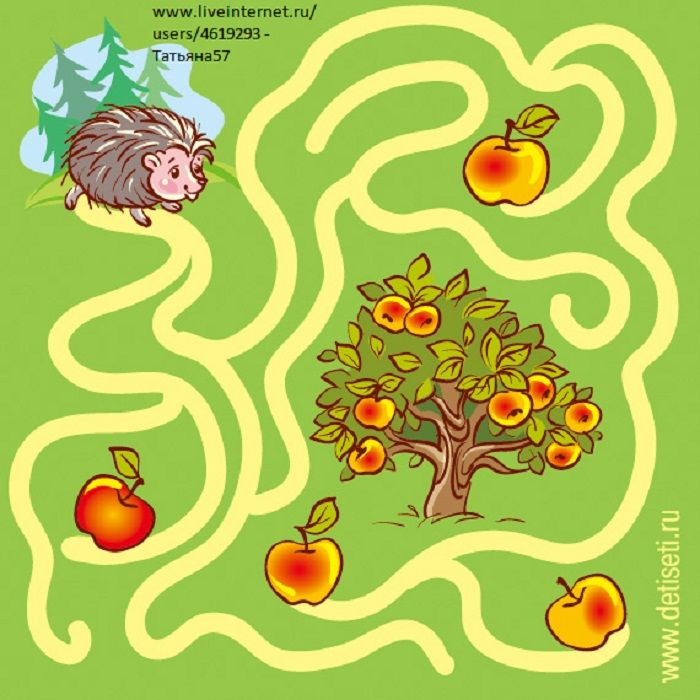 www.liveinternet.ru/
users/4619293 -
Татьяна57
www.detiseti.ru